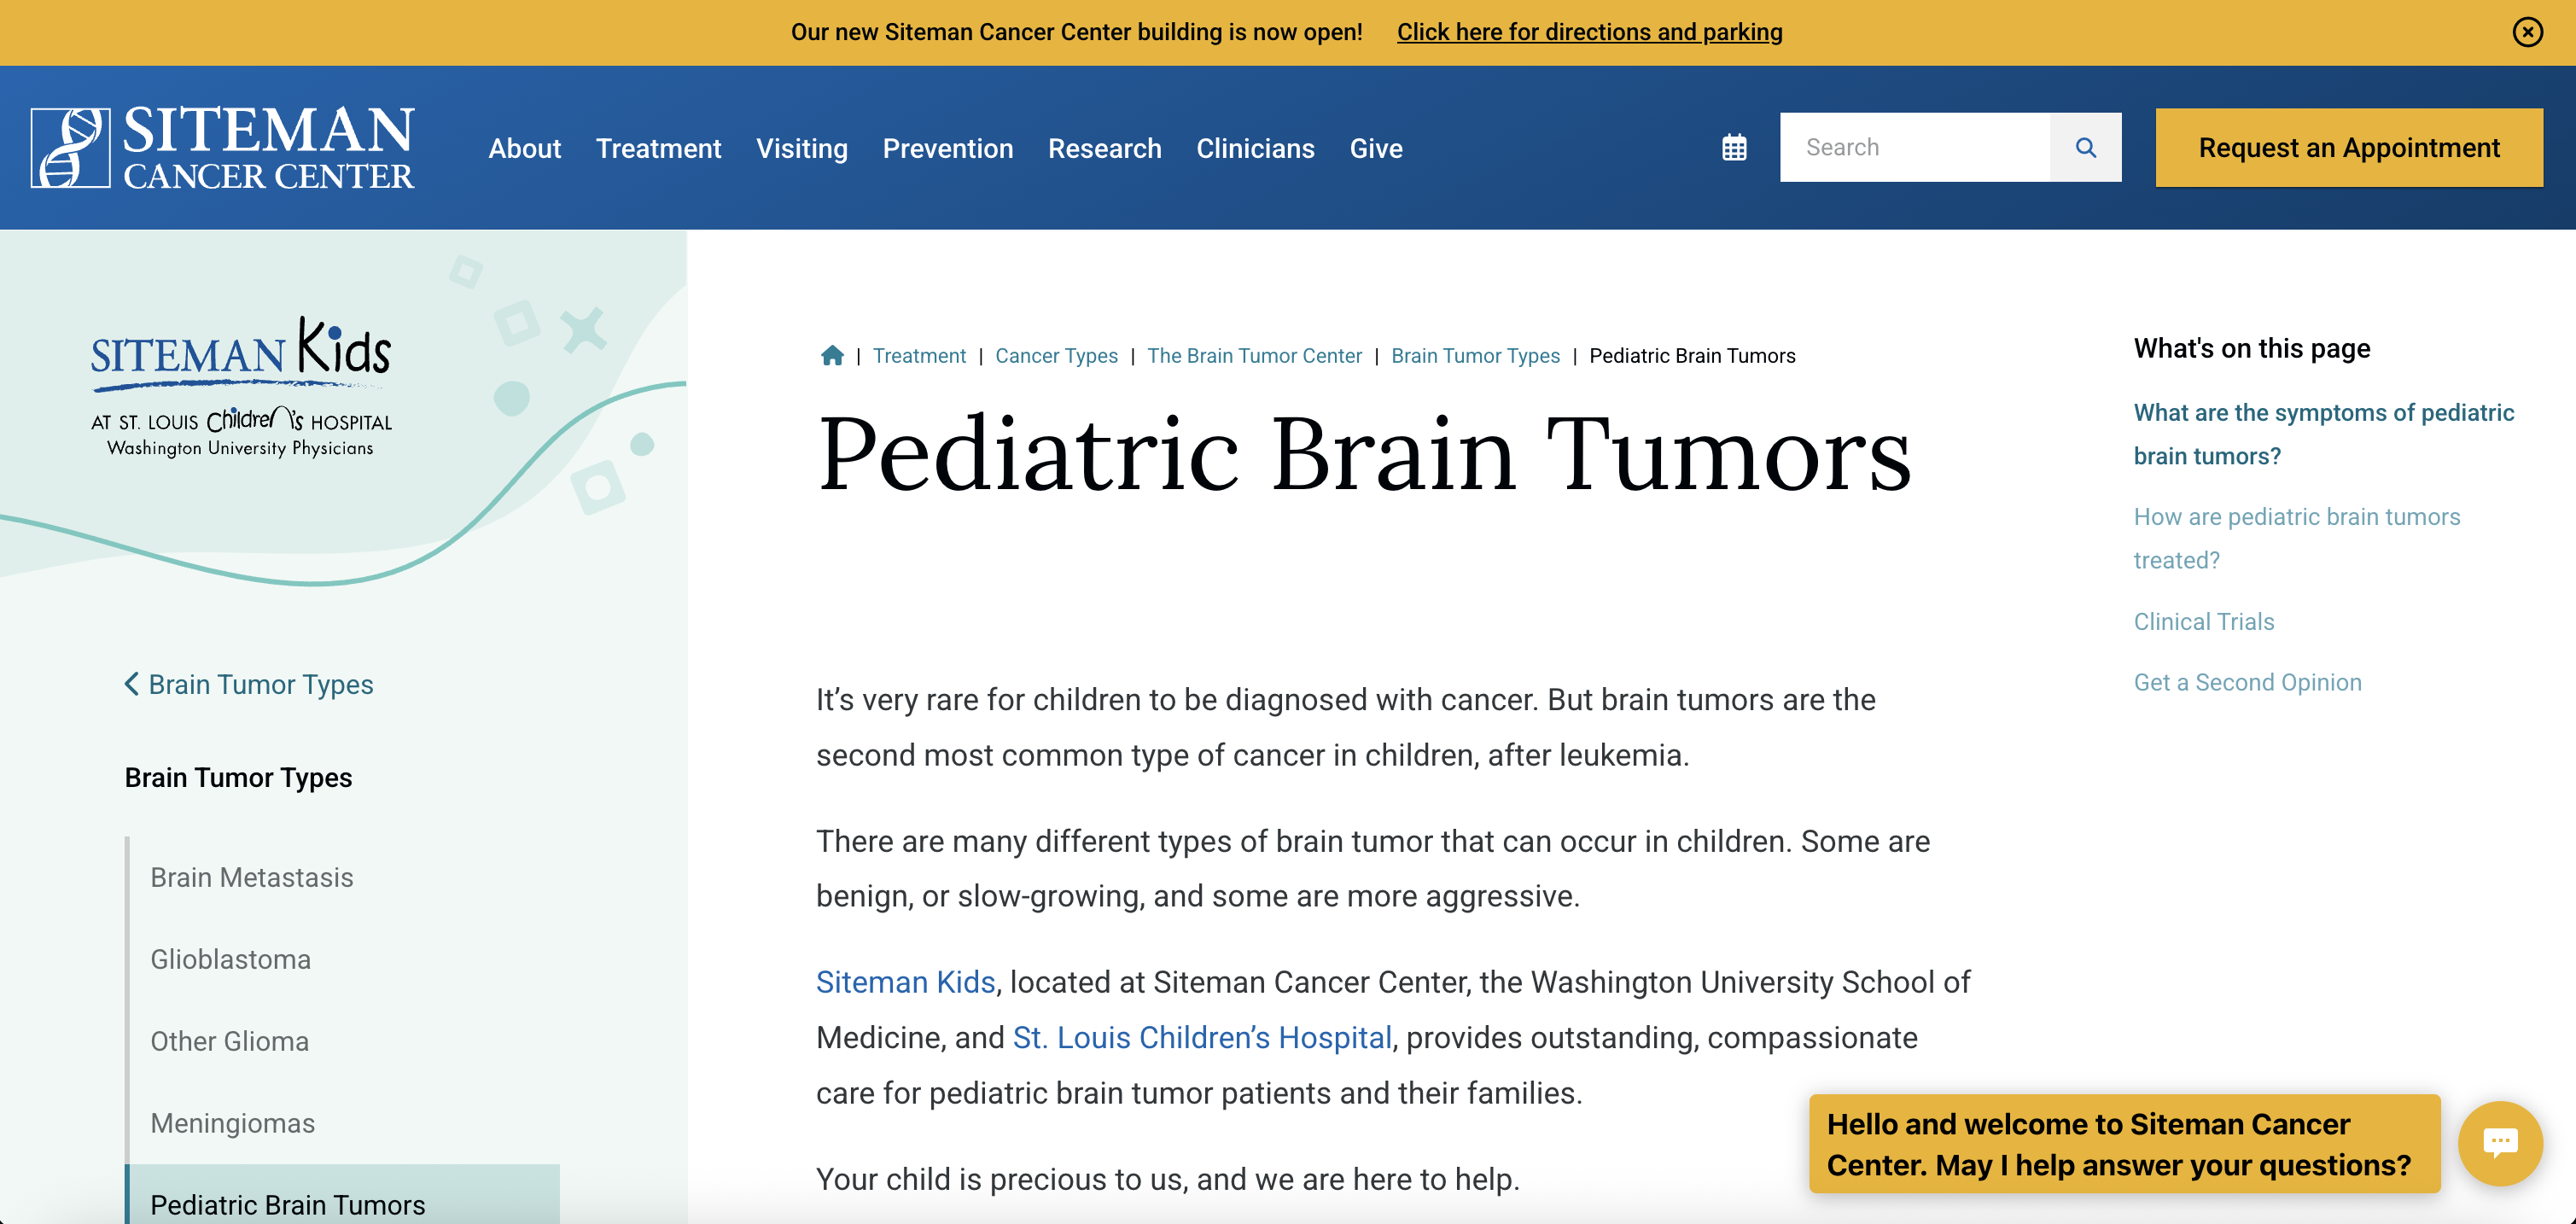 Our new Siteman Cancer Center building is now open! Click here for directions and parking
SITEMAN
CANCER CENTER
About Treatment Visiting Prevention Research Clinicians Give
Search
Request an Appointment
SITEMAN Kids
AT ST. LOUIS Children's HOSPITAL
Washington University Physicians
Brain Tumor Types
Brain Tumor Types
Brain Metastasis
Glioblastoma
Other Glioma
Meningiomas
Pediatric Brain Tumors
| Treatment | Cancer Types | The Brain Tumor Center | Brain Tumor Types | Pediatric Brain Tumors
Pediatric Brain Tumors
It’s very rare for children to be diagnosed with cancer. But brain tumors are the
second most common type of cancer in children, after leukemia.
There are many different types of brain tumor that can occur in children. Some are
benign, or slow-growing, and some are more aggressive.
Siteman Kids, located at Siteman Cancer Center, the Washington University School of
Medicine, and St. Louis Children’s Hospital, provides outstanding, compassionate
care for pediatric brain tumor patients and their families.
Your child is precious to us, and we are here to help.
What's on this page
What are the symptoms of pediatric
brain tumors?
How are pediatric brain tumors
treated?
Clinical Trials
Get a Second Opinion
Hello and welcome to Siteman Cancer
Center. May I help answer your questions?